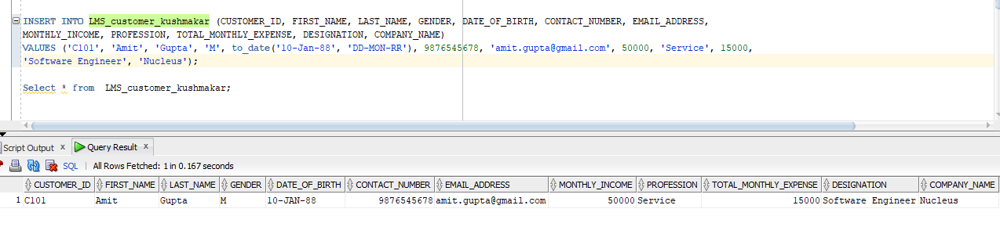 INSERT INTO LMS_customer_kushmakar (CUSTOMER_ID, FIRST_NAME, LAST_NAME, GENDER, DATE_OF_BIRTH, CONTACT_NUMBER, EMAIL_ADDRESS,
MONTHLY_INCOME, PROFESSION, TOTAL_MONTHLY_EXPENSE, DESIGNATION, COMPANY_NAME)
VALUES ('C101', 'Amit', 'Gupta', 'M', to_date('10-Jan-88', 'DD-MON-RR'), 9876545678, 'amit.gupta@gmail.com', 50000, 'Service', 15000,
'Software Engineer', 'Nucleus');
Select * from LMS_customer_kushmakar;
Script Output x Query Result x
SQL | All Rows Fetched: 1 in 0.167 seconds
CUSTOMER_ID FIRST_NAME LAST_NAME GENDER DATE_OF_BIRTH CONTACT_NUMBER EMAIL_ADDRESS MONTHLY_INCOME PROFESSION TOTAL_MONTHLY_EXPENSE DESIGNATION COMPANY_NAME
1 C101 Amit Gupta M 10-JAN-88 9876545678 amit.gupta@gmail.com 50000 Service 15000 Software Engineer Nucleus